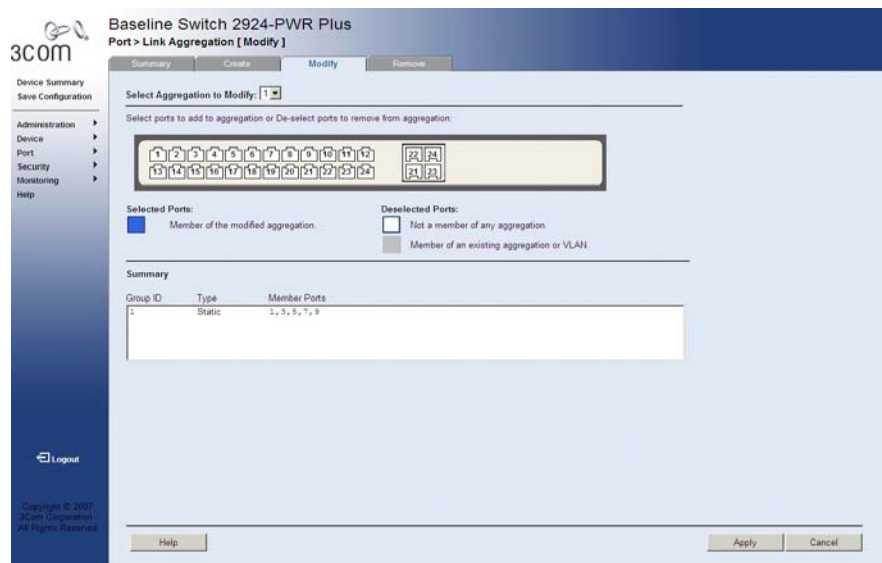 3COM
Baseline Switch 2924-PWR Plus
Port > Link Aggregation [ Modify ]
Summary Create Modify Remove
Device Summary
Save Configuration
Administration
Device
Port
Security
Monitoring
Help
Select Aggregation to Modify: 1
Select ports to add to aggregation or De-select ports to remove from aggregation:
1 2 3 4 5 6 7 8 9 10 11 12 22 24
13 14 15 16 17 18 19 20 21 22 23 24 21 23
Selected Ports:
Member of the modified aggregation.
Deselected Ports:
Not a member of any aggregation.
Member of an existing aggregation or VLAN.
Summary
Group ID Type Member Ports
1 Static 1,3,5,7,9
Logout
Copyright © 2007
3Com Corporation
All Rights Reserved
Help Apply Cancel